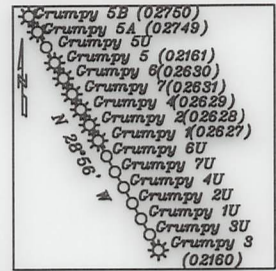 Grumpy 5B (02750)
Grumpy 5A (02749)
Grumpy 5U
Grumpy 5 (02161)
Grumpy 6(02630)
Grumpy 7(02631)
Grumpy 4(02629)
Grumpy 2(02628)
Grumpy 1(02627)
Grumpy 6U
Grumpy 7U
Grumpy 4U
Grumpy 2U
Grumpy 1U
Grumpy 3U
Grumpy 3
(02160)
N 28°56' W